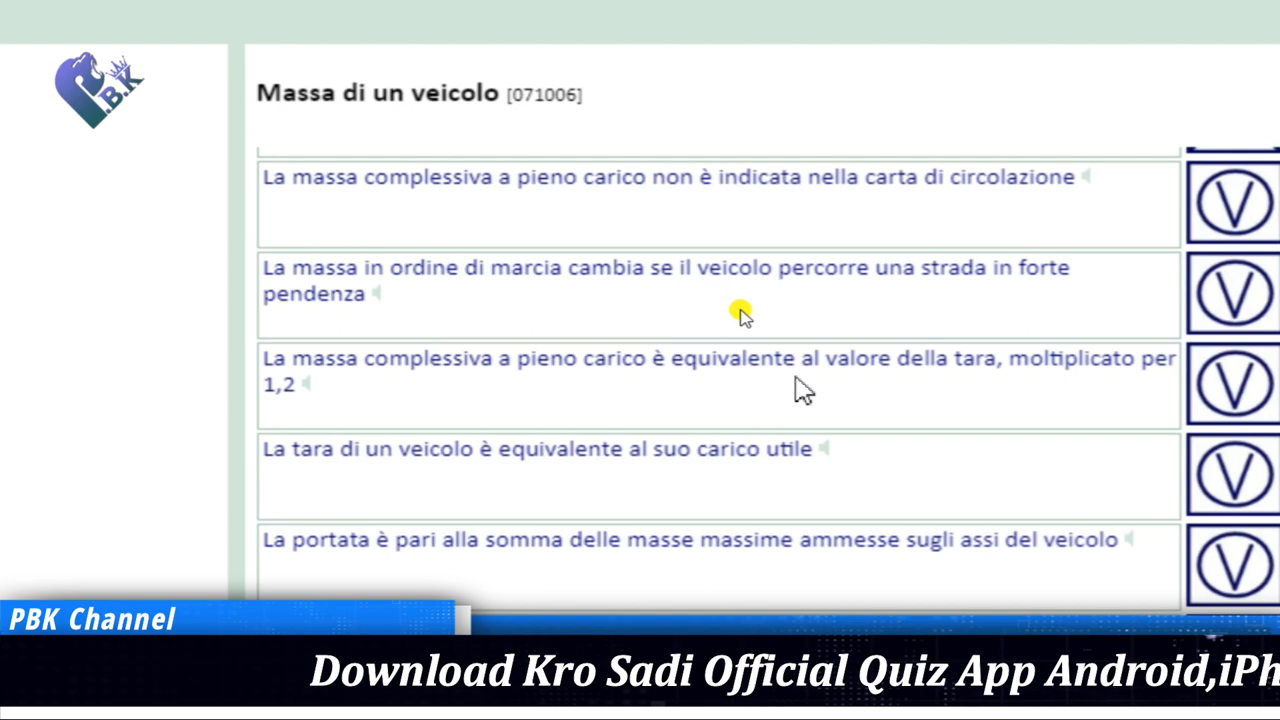 P.B.K
Massa di un veicolo [071006]
La massa complessiva a pieno carico non è indicata nella carta di circolazione
V
La massa in ordine di marcia cambia se il veicolo percorre una strada in forte
pendenza
V
La massa complessiva a pieno carico è equivalente al valore della tara, moltiplicato per
1,2
V
La tara di un veicolo è equivalente al suo carico utile
V
La portata è pari alla somma delle masse massime ammesse sugli assi del veicolo
V
PBK Channel
Download Kro Sadi Official Quiz App Android,iPh